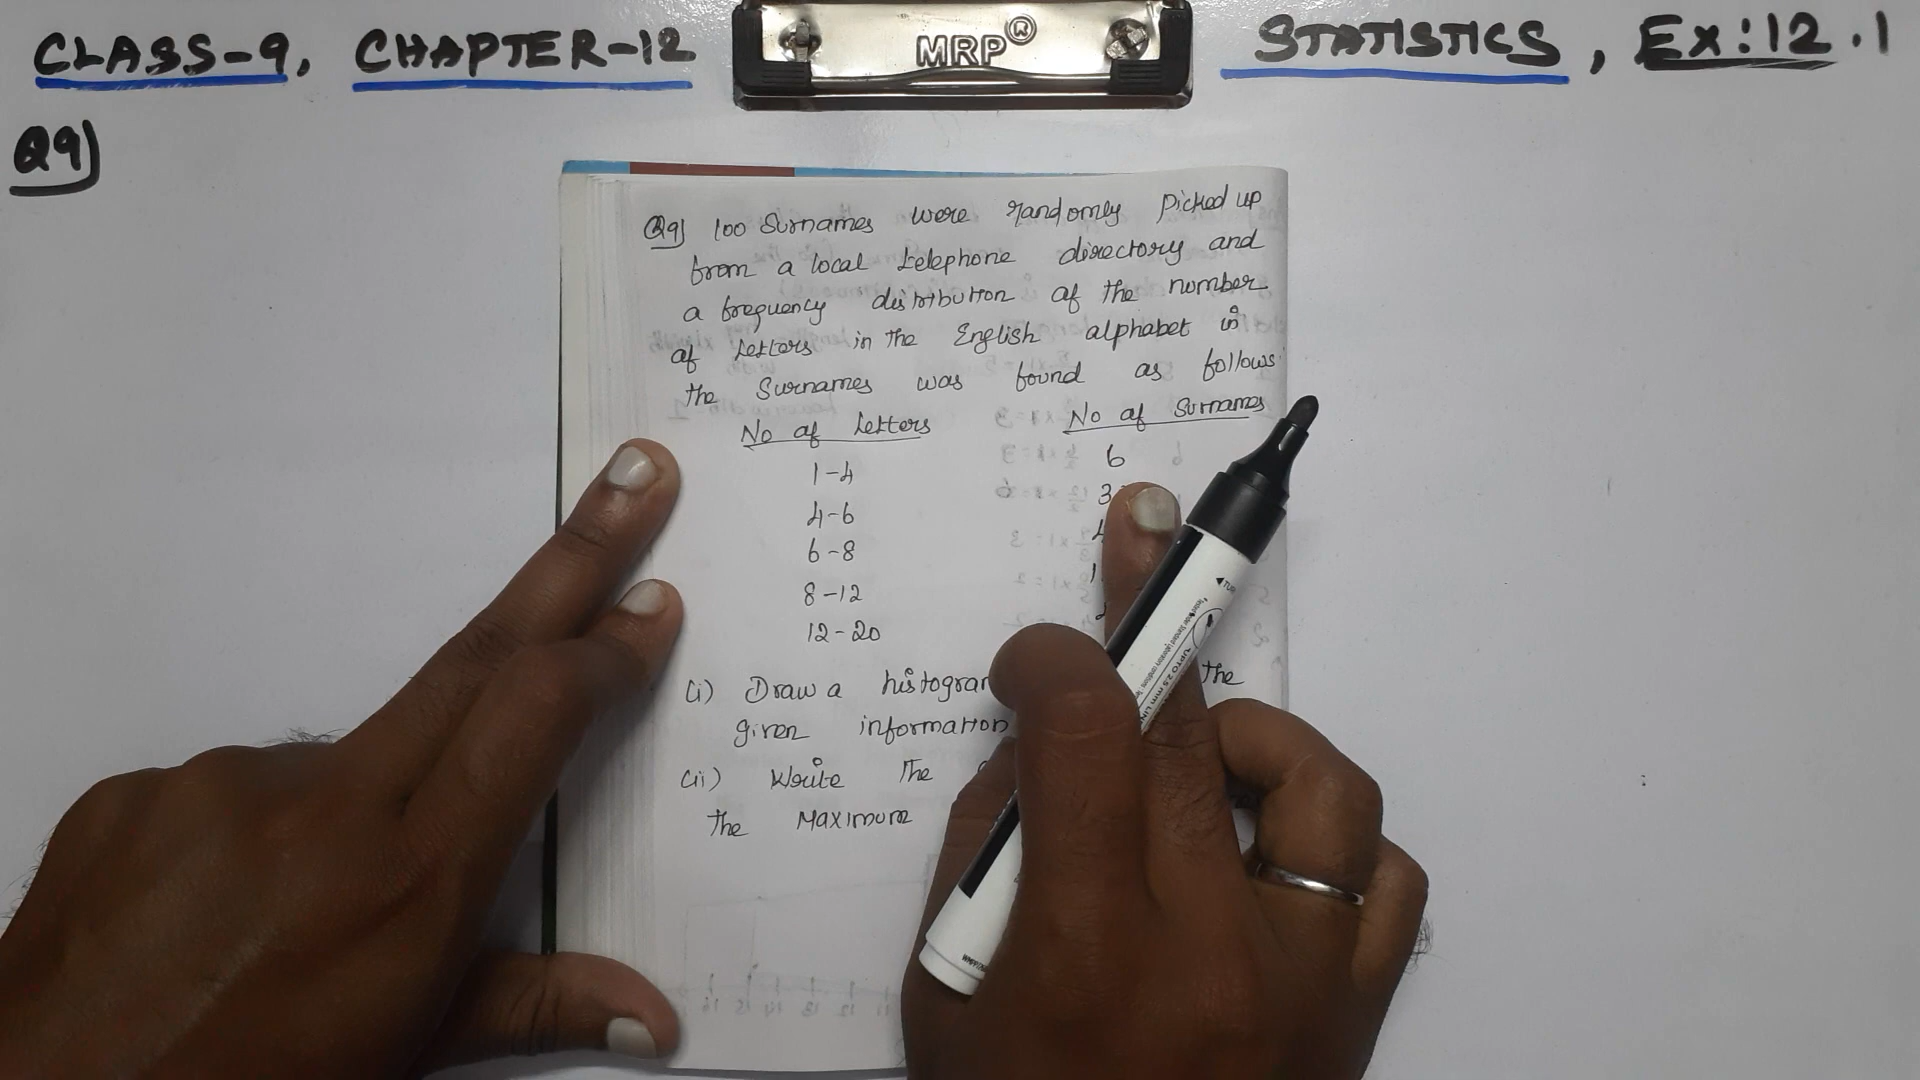 CLASS-9, CHAPTER-12
MRP®
STATISTICS, Ex:12.1
Q9)
Q9) 100 Surnames were randomly Picked up
from a local telephone directory and
a frequency distribution of the number
of letters in the English alphabet in
the Surnames was found as follows
No of Letters No of Surnames
1-4 6
4-6 3
6-8 4
8-12 1
12-20
(i) Draw a histogram the
given information
(ii) Write the
the Maximum